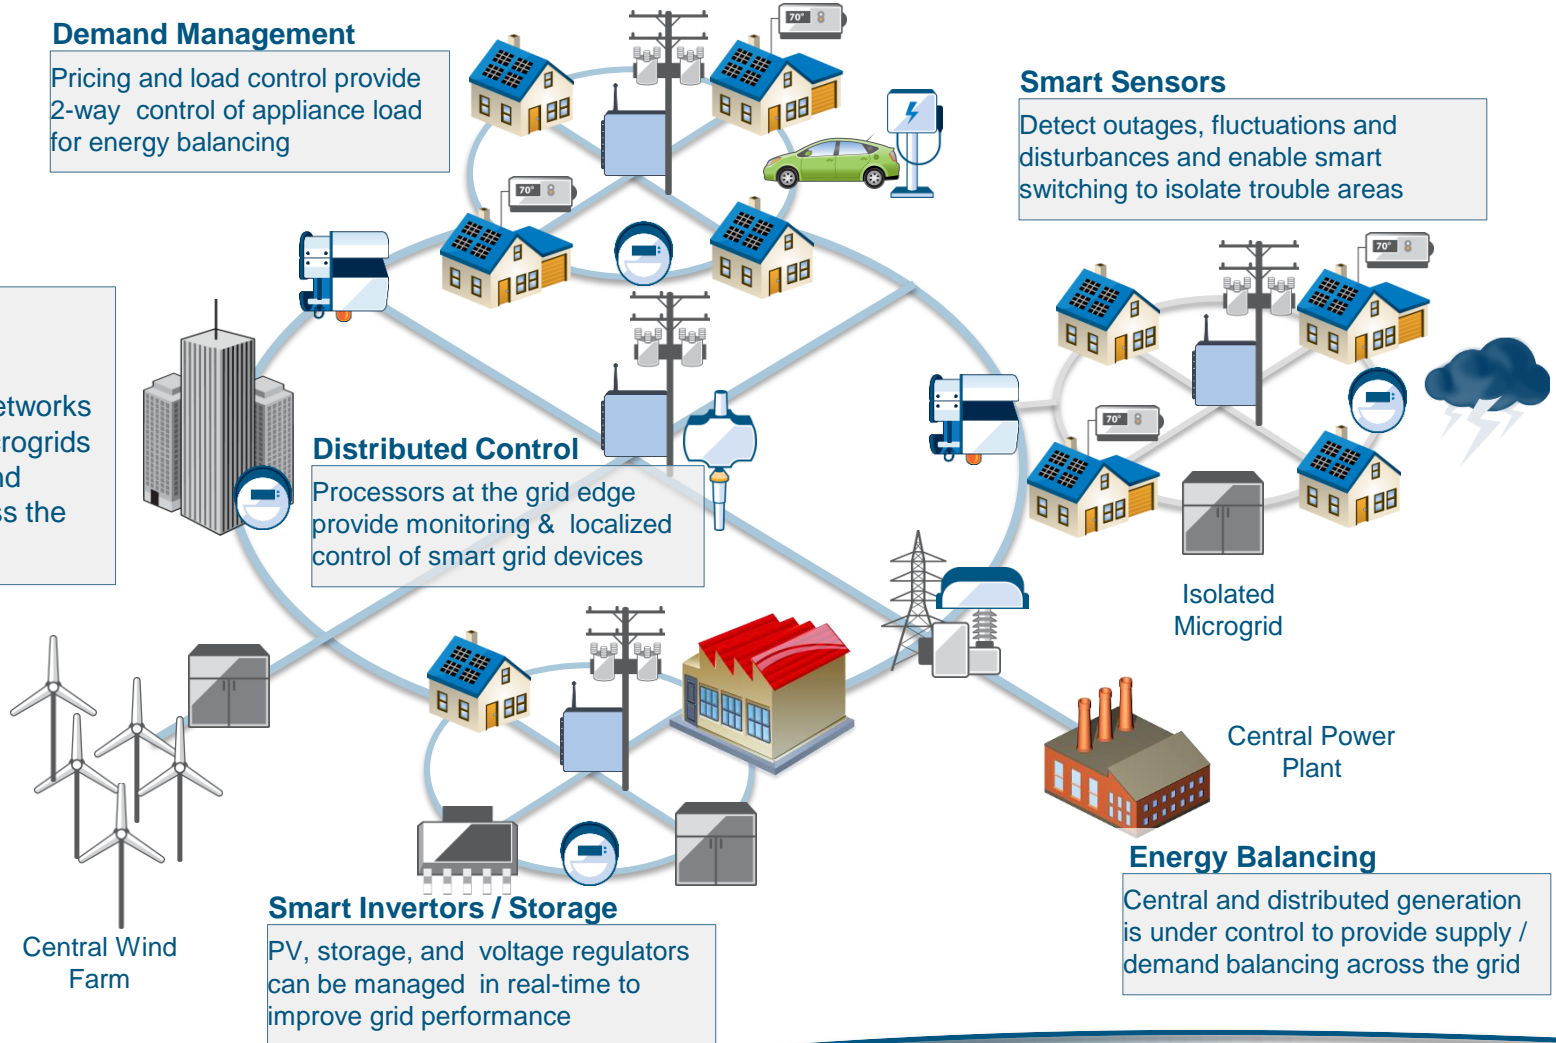 Demand Management
Pricing and load control provide
2-way control of appliance load
for energy balancing
70°
70°
Smart Sensors
Detect outages, fluctuations and
disturbances and enable smart
switching to isolate trouble areas
70°
70°
Isolated
Microgrid
Distributed Control
Processors at the grid edge
provide monitoring & localized
control of smart grid devices
the
Central Power
Plant
Energy Balancing
Central and distributed generation
is under control to provide supply /
demand balancing across the grid
Smart Invertors / Storage
PV, storage, and voltage regulators
can be managed in real-time to
improve grid performance
Central Wind
Farm